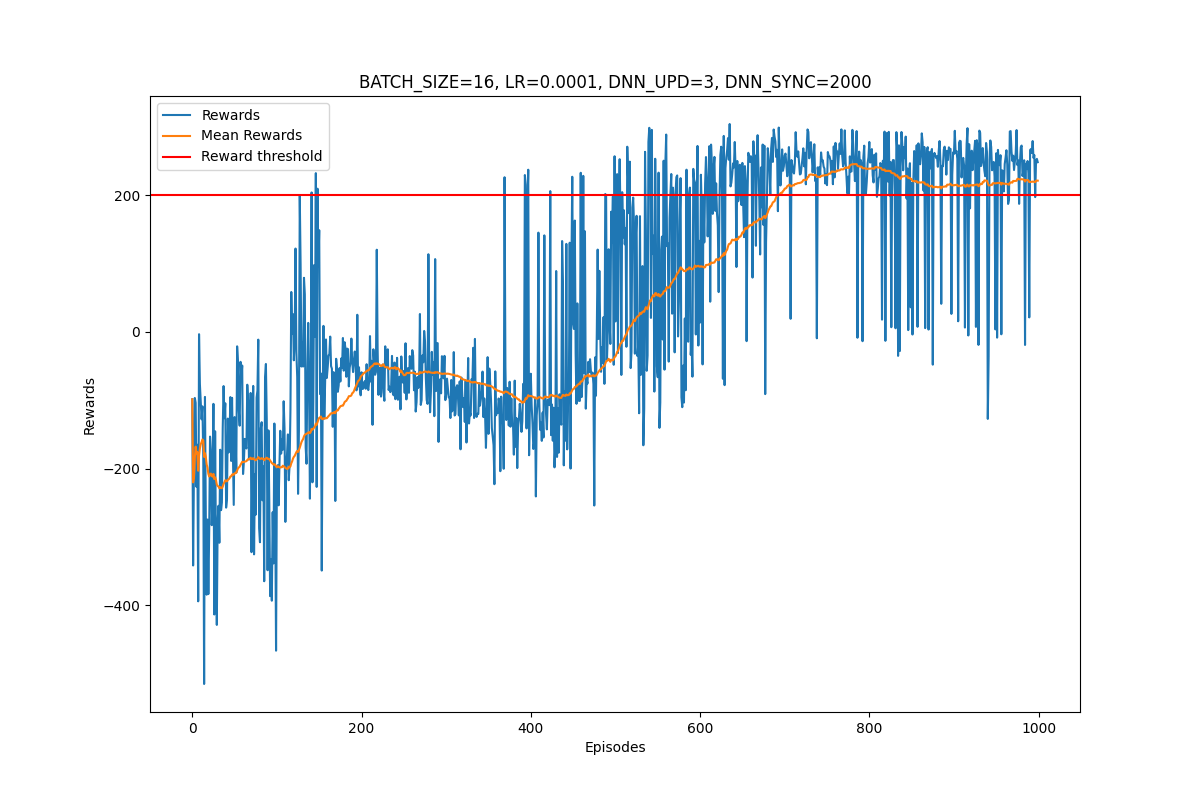 BATCH_SIZE=16, LR=0.0001, DNN_UPD=3, DNN_SYNC=2000
Rewards
Mean Rewards
Reward threshold
200
0
−200
−400
Rewards
0
200
400
600
800
1000
Episodes